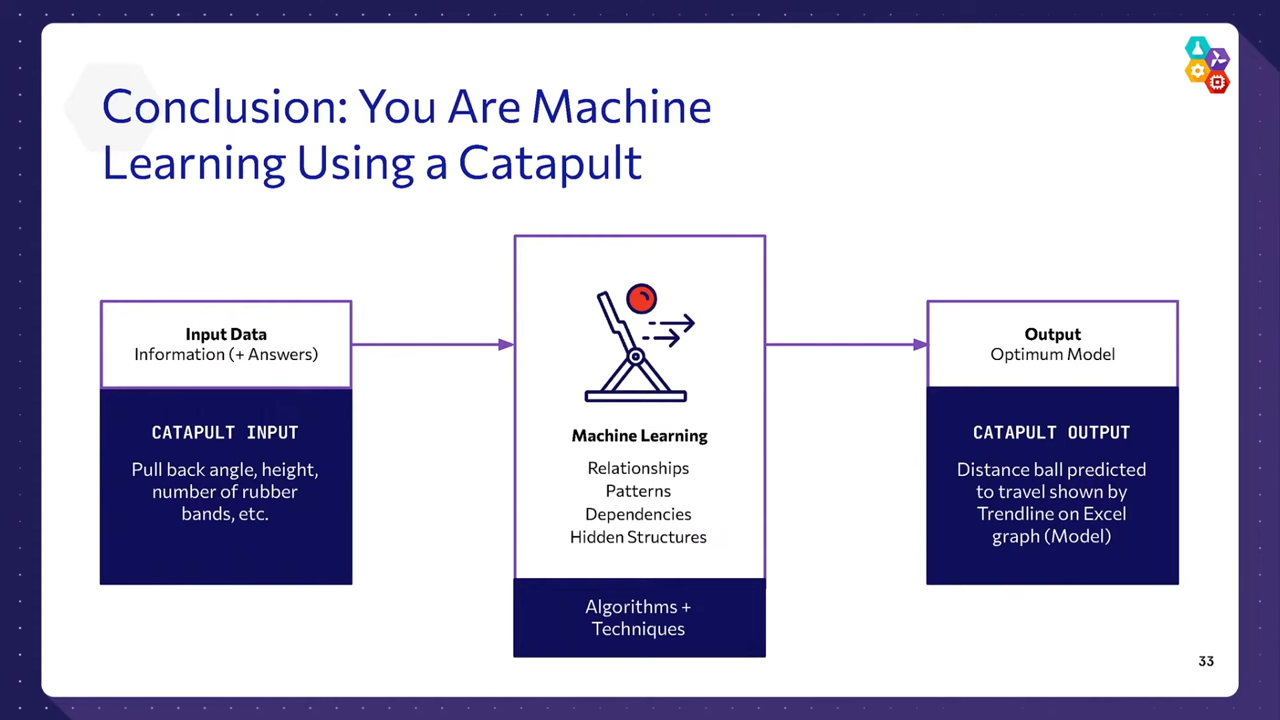 Conclusion: You Are Machine
Learning Using a Catapult
Input Data
Information (+ Answers)
CATAPULT INPUT
Pull back angle, height,
number of rubber
bands, etc.
Machine Learning
Relationships
Patterns
Dependencies
Hidden Structures
Algorithms +
Techniques
Output
Optimum Model
CATAPULT OUTPUT
Distance ball predicted
to travel shown by
Trendline on Excel
graph (Model)
33